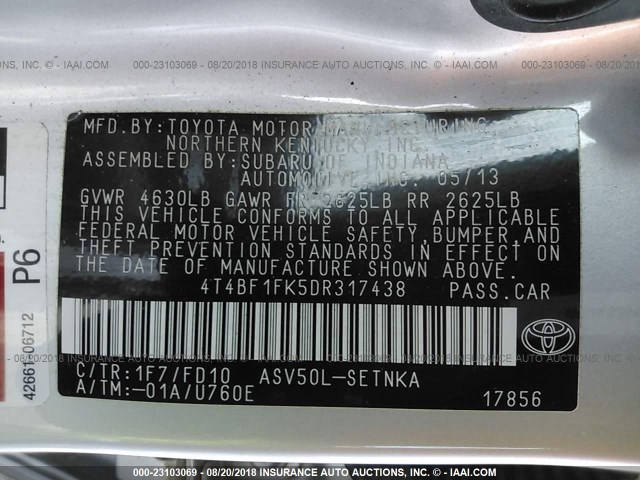 000-23103069 - 08/20/2018 - INSURANCE AUTO AUCTIONS, INC. - © IAAI.COM
MFD.BY:TOYOTA MOTOR
NORTHERN KENTUCKY, INC.
ASSEMBLED BY:SUBARU OF INDIANA
AUTOMOTIVE INC. 05/13
GVWR 4630LB GAWR FR 2625LB RR 2625LB
THIS VEHICLE CONFORMS TO ALL APPLICABLE
FEDERAL MOTOR VEHICLE SAFETY,BUMPER,AND
THEFT PREVENTION STANDARDS IN EFFECT ON
THE DATE OF MANUFACTURE SHOWN ABOVE.
4T4BF1FK5DR317438 PASS.CAR
C/TR:1F7/FD10 ASV50L-SETNKA
A/TM:-01A/U760E 17856
TOYOTA
P6
42661-06712
000-23103069 - 08/20/2018 - INSURANCE AUTO AUCTIONS, INC. - © IAAI.COM